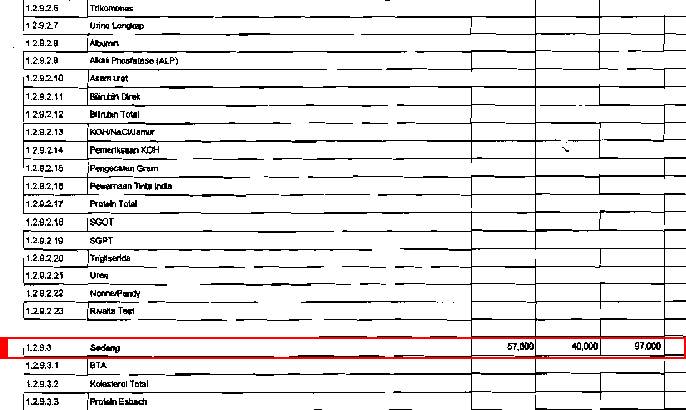 1.2.9.2.6 Trikomonas
1.2.9.2.7 Urine Lengkap
1.2.9.2.8 Albumin
1.2.9.2.9 Alkali Phosfatase (ALP)
1.2.9.2.10 Asam urat
1.2.9.2.11 Bilirubin Direk
1.2.9.2.12 Bilirubin Total
1.2.9.2.13 KOH/NaCl/Jamur
1.2.9.2.14 Pemeriksaan KOH
1.2.9.2.15 Pengecatan Gram
1.2.9.2.16 Pewarnaan Tinta India
1.2.9.2.17 Protein Total
1.2.9.2.18 SGOT
1.2.9.2.19 SGPT
1.2.9.2.20 Trigliserida
1.2.9.2.21 Urea
1.2.9.2.22 Nonne/Pandy
1.2.9.2.23 Rivalta Test
1.2.9.3 Sedang 57,000 40,000 97,000
1.2.9.3.1 BTA
1.2.9.3.2 Kolesterol Total
1.2.9.3.3 Protein Esbach